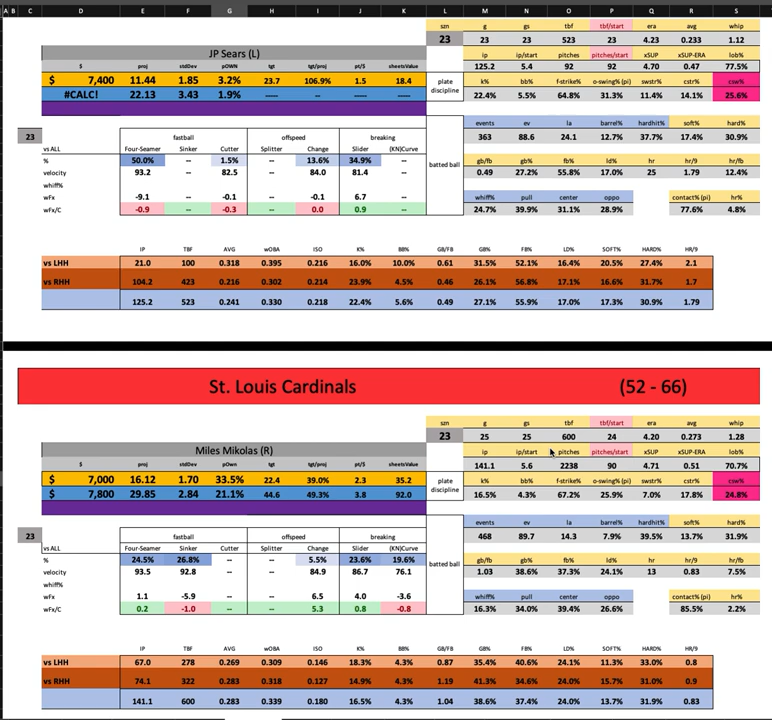 A B C D E F G H I J K L M N O P Q R S
szn g gs tbf tbf/start era avg whip
23 23 23 523 23 4.23 0.233 1.12
JP Sears (L) ip ip/start pitches pitches/start xSUP xSUP-ERA lob%
125.2 5.4 92 92 4.70 0.47 77.5%
$ proj stdDev pOWN tgt tgt/proj pt/$ sheetsValue
$ 7,400 11.44 1.85 3.2% 23.7 106.9% 1.5 18.4
plate discipline k% bb% f-strike% o-swing% (pi) swstr% cstr% csw%
#CALC! 22.13 3.43 1.9% ---- -- ---- ----
22.4% 5.5% 64.8% 31.3% 11.4% 14.1% 25.6%
events ev la barrel% hardhit% soft% hard%
23 fastball offspeed breaking 363 88.6 24.1 12.7% 37.7% 17.4% 30.9%
vs ALL Four-Seamer Sinker Cutter Splitter Change Slider (KN)Curve
% 50.0% -- 1.5% -- 13.6% 34.9% -- batted ball gb/fb gb% fb% ld% hr hr/9 hr/fb
velocity 93.2 -- 82.5 -- 84.0 81.4 -- 0.49 27.2% 55.8% 17.0% 25 1.79 12.4%
whiff%
wFx -9.1 -- -0.1 -- -0.1 6.7 -- whiff% pull center oppo contact% (pi) hr%
wFx/C -0.9 -- -0.3 -- 0.0 0.9 -- 24.7% 39.9% 31.1% 28.9% 77.6% 4.8%
IP TBF AVG wOBA ISO K% BB% GB/FB GB% FB% LD% SOFT% HARD% HR/9
vs LHH 21.0 100 0.318 0.395 0.216 16.0% 10.0% 0.61 31.5% 52.1% 16.4% 20.5% 27.4% 2.1
vs RHH 104.2 423 0.216 0.302 0.214 23.9% 4.5% 0.46 26.1% 56.8% 17.1% 16.6% 31.7% 1.7
125.2 523 0.241 0.330 0.218 22.4% 5.6% 0.48 27.1% 55.9% 17.0% 17.3% 30.9% 1.79
St. Louis Cardinals (52 - 66)
szn g gs tbf tbf/start era avg whip
23 25 25 600 24 4.20 0.273 1.28
Miles Mikolas (R) ip ip/start pitches pitches/start xSUP xSUP-ERA lob%
141.1 5.6 2238 90 4.71 0.51 70.7%
$ proj stdDev pOwn tgt tgt/proj pt/$ sheetsValue
$ 7,000 16.12 1.70 33.5% 22.4 39.0% 2.3 35.2
plate discipline k% bb% f-strike% o-swing% (pi) swstr% cstr% csw%
$ 7,800 29.85 2.84 21.1% 44.6 49.3% 3.8 92.0
16.5% 4.3% 67.2% 25.9% 7.0% 17.8% 24.8%
events ev la barrel% hardhit% soft% hard%
23 fastball offspeed breaking 468 89.7 14.3 7.9% 39.5% 13.7% 31.9%
vs ALL Four-Seamer Sinker Cutter Splitter Change Slider (KN)Curve
% 24.5% 26.8% -- -- 5.5% 23.6% 19.6% batted ball gb/fb gb% fb% ld% hr hr/9 hr/fb
velocity 93.5 92.8 -- -- 84.9 86.7 76.1 1.03 38.6% 37.3% 24.1% 13 0.83 7.5%
whiff%
wFx 1.1 -5.9 -- -- 6.5 4.0 -3.6 whiff% pull center oppo contact% (pi) hr%
wFx/C 0.2 -1.0 -- -- 5.3 0.8 -0.8 16.3% 34.0% 39.4% 26.6% 85.5% 2.2%
IP TBF AVG wOBA ISO K% BB% GB/FB GB% FB% LD% SOFT% HARD% HR/9
vs LHH 67.0 278 0.269 0.309 0.146 18.3% 4.3% 0.87 35.4% 40.6% 24.1% 11.3% 33.0% 0.8
vs RHH 74.1 322 0.283 0.318 0.127 14.9% 4.3% 1.19 41.3% 34.6% 24.0% 15.7% 31.0% 0.9
141.1 600 0.283 0.339 0.180 16.5% 4.3% 1.04 38.6% 37.4% 24.0% 13.7% 31.9% 0.83